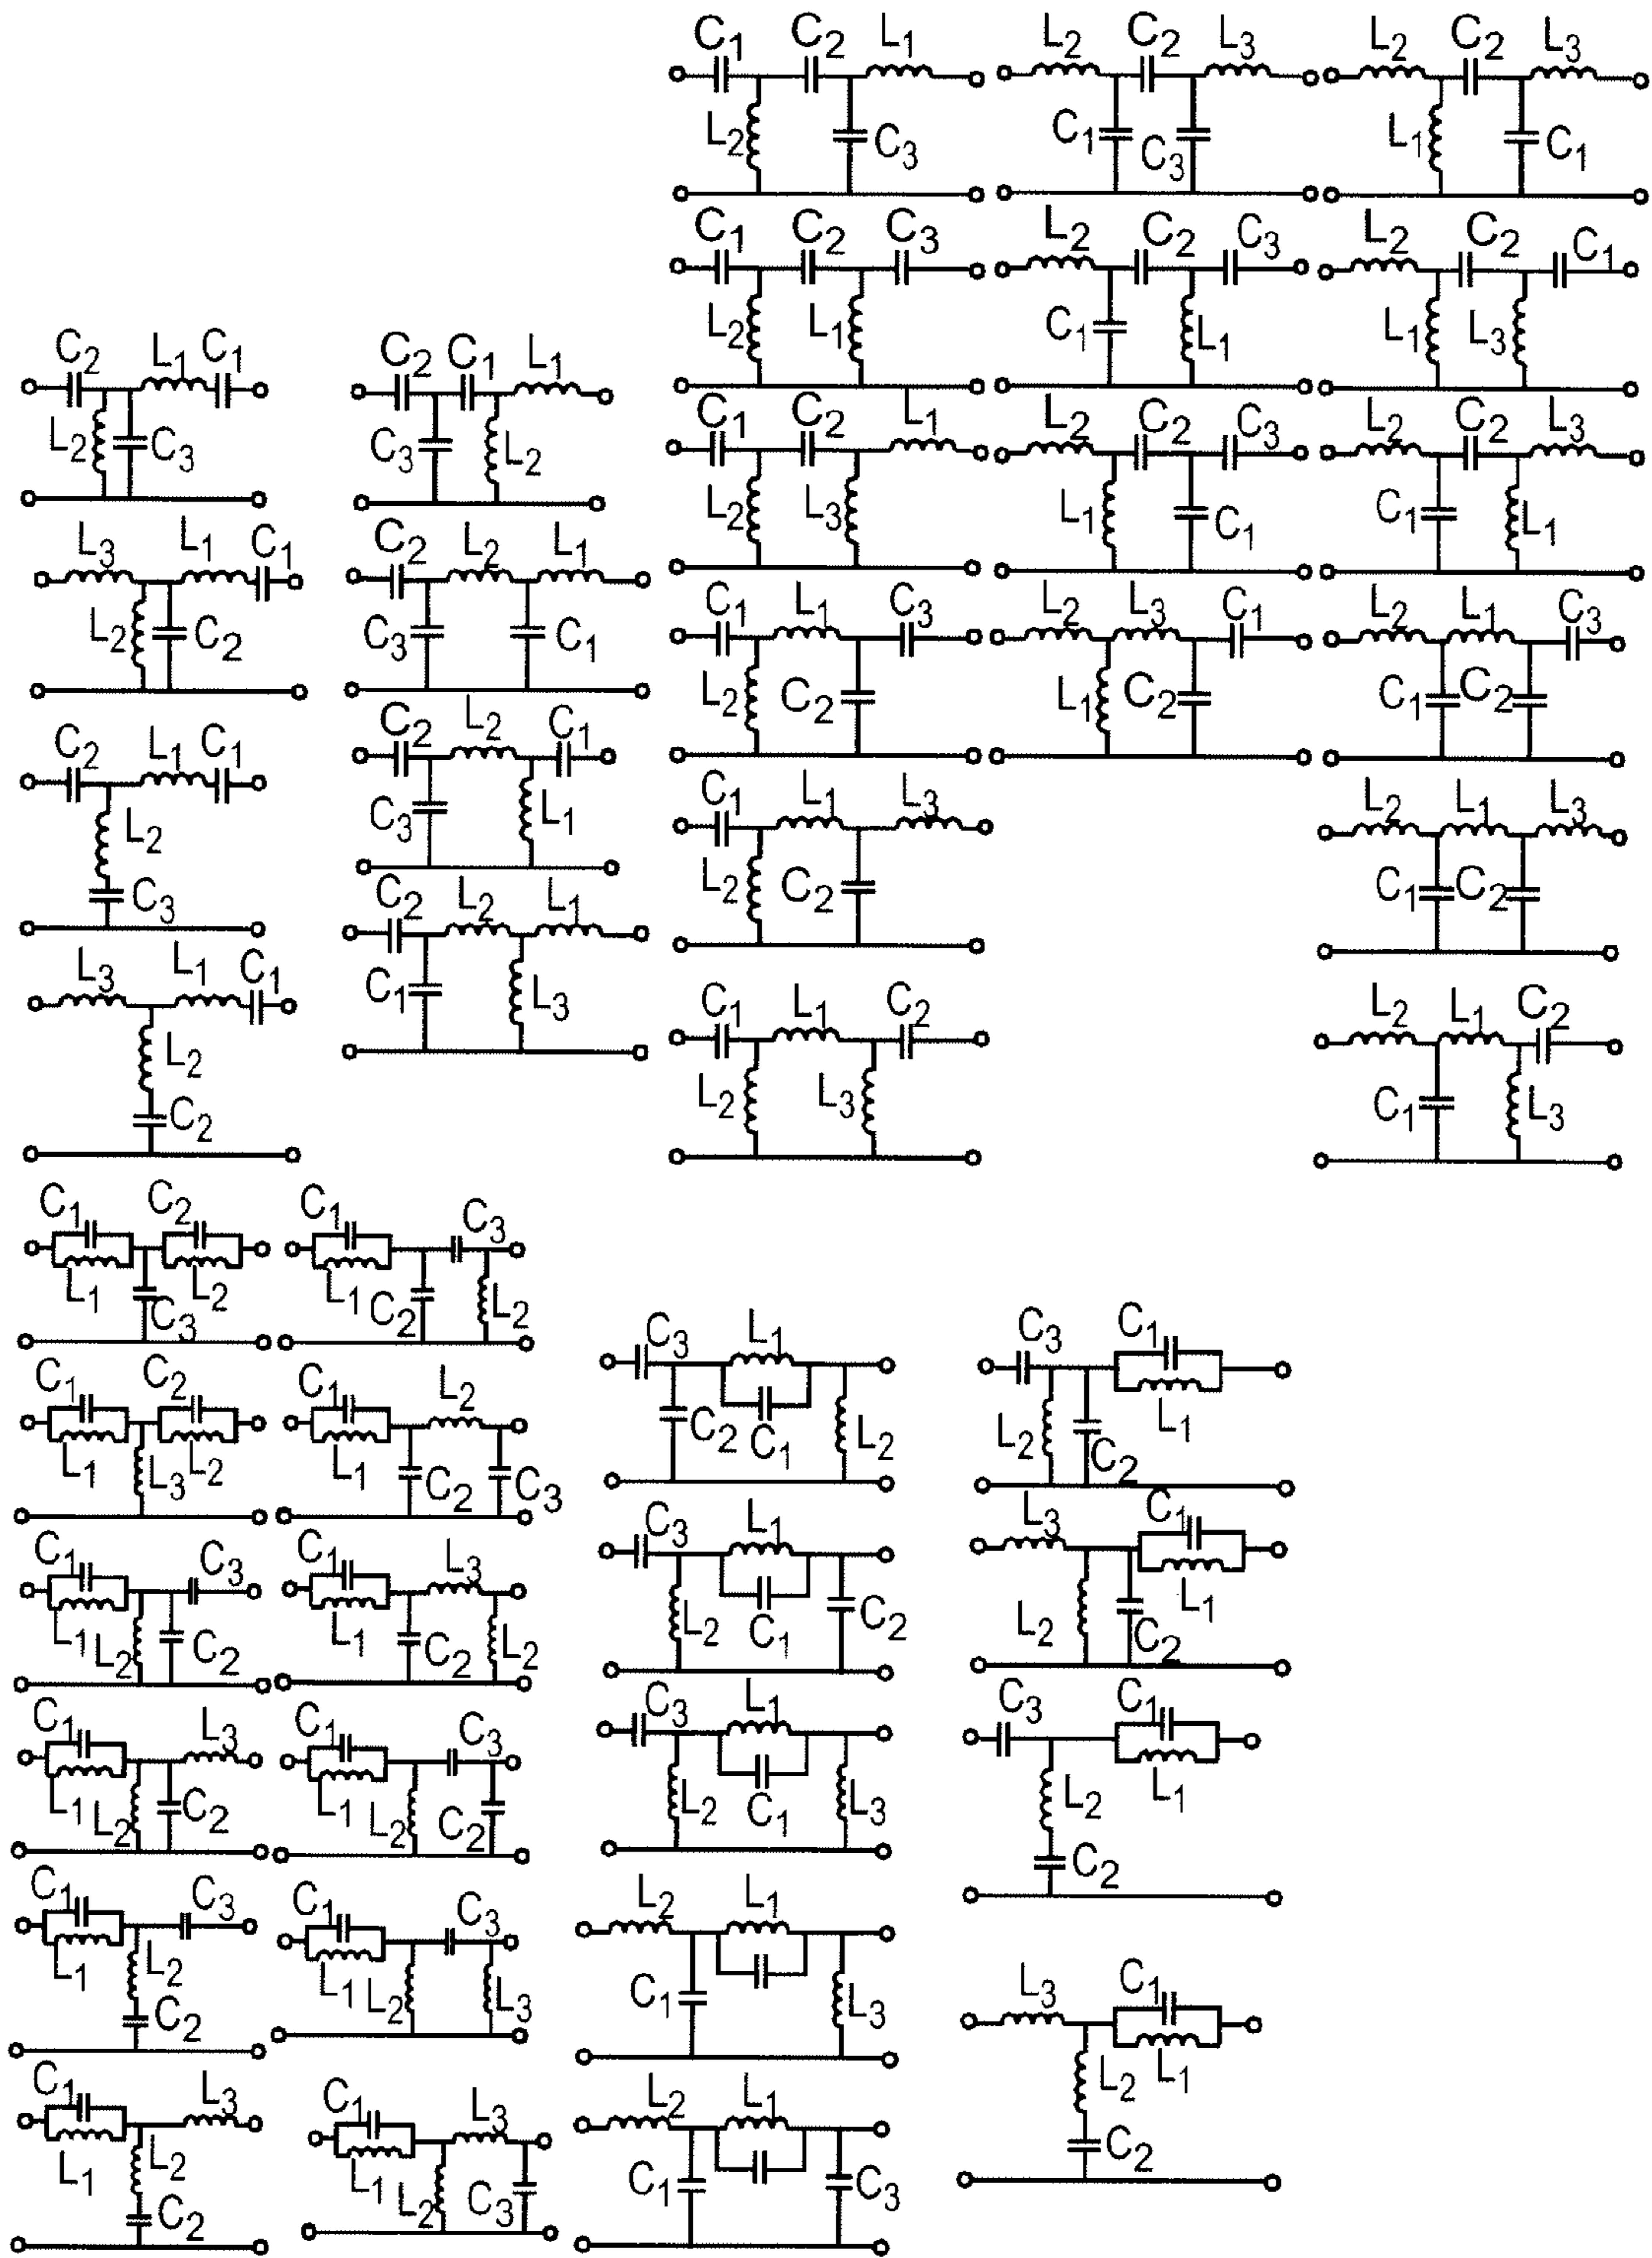 C1 C2 L1 L2 C2 L3 L2 C2 L3
L2 C3 C1 C3 L1 C1
C1 C2 C3 L2 C2 C3 L2 C2 C1
L2 L1 C1 L1 L1 L3
C2 L1 C1 C2 C1 L1
L2 C3 C3 L2
C1 C2 L1 L2 C2 C3 L2 C2 L3
L2 L3 L1 C1 C1 L1
L3 L1 C1 C2 L2 L1
L2 C2 C3 C1
C1 L1 C3 L2 L3 C1 L2 L1 C3
L2 C2 L1 C2 C1 C2
C2 L1 C1 C2 L2 C1
L2 C3 C3 L1
C1 L1 L3 L2 L1 L3
L2 C2 C1 C2
L3 L1 C1 C2 L2 L1
L2 C2 C1 L3
C1 L1 C2 L2 L1 C2
L2 L3 C1 L3
C1 C2 C1 C3
L1 C3 L2 L1 C2 L2
C3 L1 C3 C1
C2 C1 L2 L2 C2 L1
C1 C2 C1 L2
L1 L3 L2 L1 C2 C3
C3 L1 L3 C1
L2 C1 C2 L2 C2 L1
C1 C3 C1 L3
L1 L2 C2 L1 C2 L2
C3 L1 C3 C1
L2 C1 L3 L2 C2 L1
C1 L3 C1 C3
L1 L2 C2 L1 L2 C2
C1 C3 C1 C3
L1 L2 C2 L1 L2 L3
L2 L1 L3 C1
C1 L3 L2 C2 L1
C1 L3 C1 L3
L1 L2 C2 L1 L2 C3
L2 L1
C1 C3